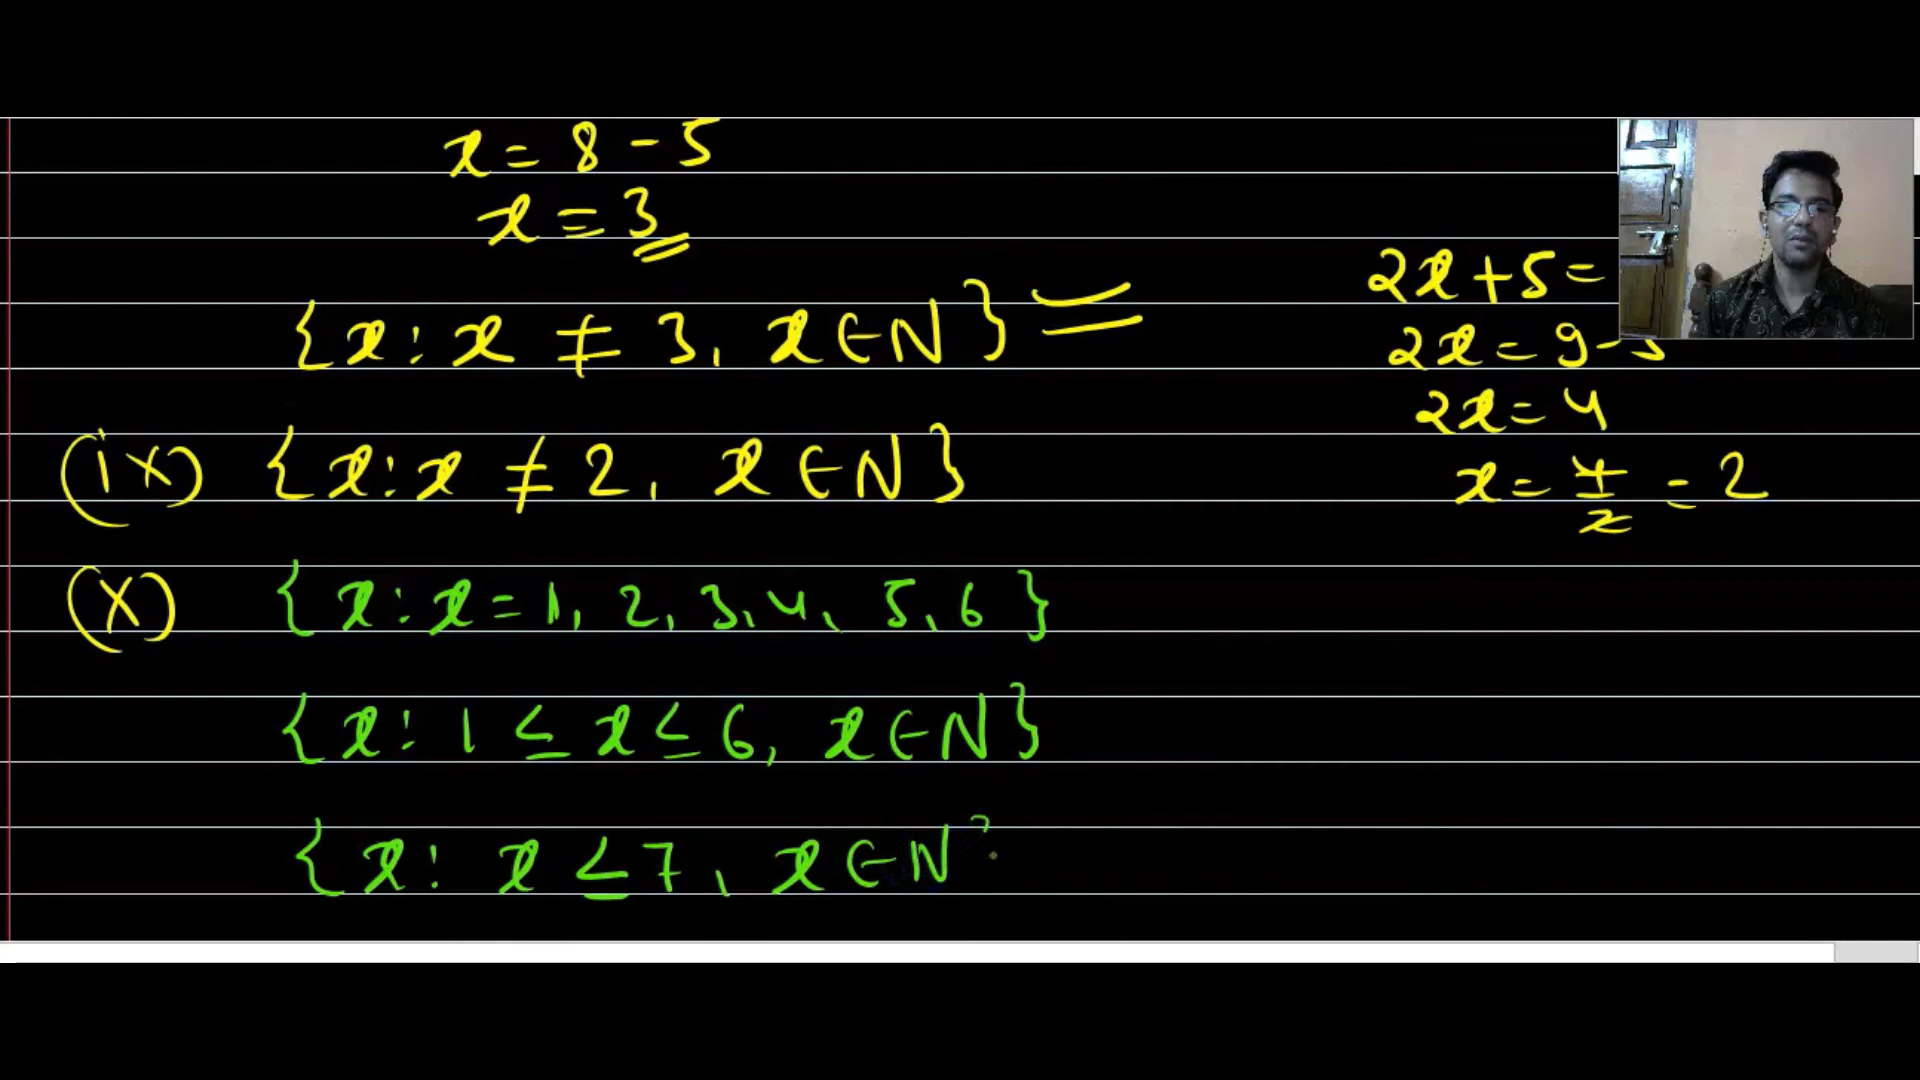 x = 8 - 5
x = 3
{x : x ≠ 3, x ∈ N} =
2x + 5 =
2x = 9 - 5
2x = 4
x = 4/2 = 2
(ix) {x : x ≠ 2, x ∈ N}
(x) {x : x = 1, 2, 3, 4, 5, 6}
{x : 1 ≤ x ≤ 6, x ∈ N}
{x : x ≤ 7, x ∈ N